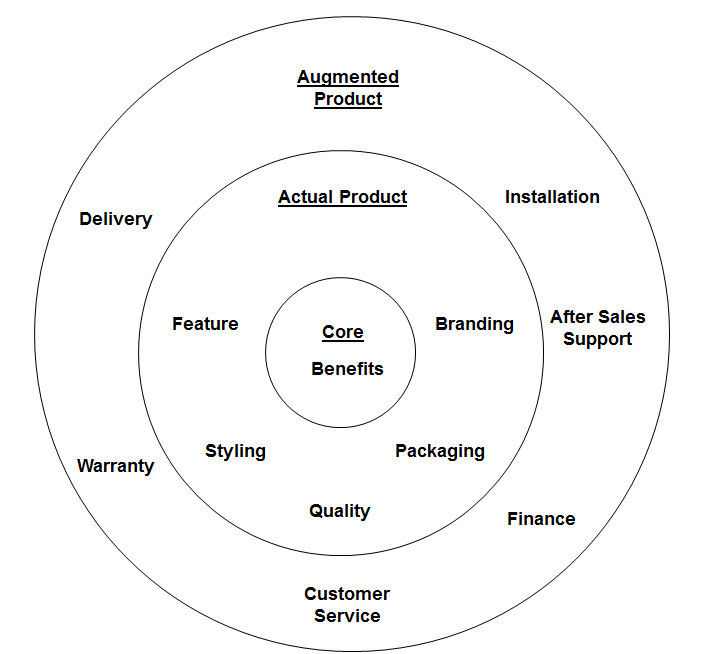 Augmented
Product
Actual Product
Installation
Delivery
Feature
Core
Branding
After Sales
Support
Benefits
Styling
Packaging
Warranty
Quality
Finance
Customer
Service